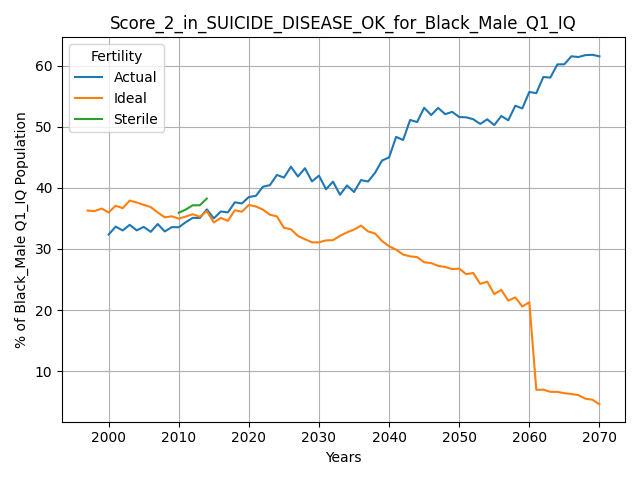 Score_2_in_SUICIDE_DISEASE_OK_for_Black_Male_Q1_IQ
Fertility
Actual
Ideal
Sterile
% of Black_Male Q1_IQ Population
60
50
40
30
20
10
2000 2010 2020 2030 2040 2050 2060 2070
Years